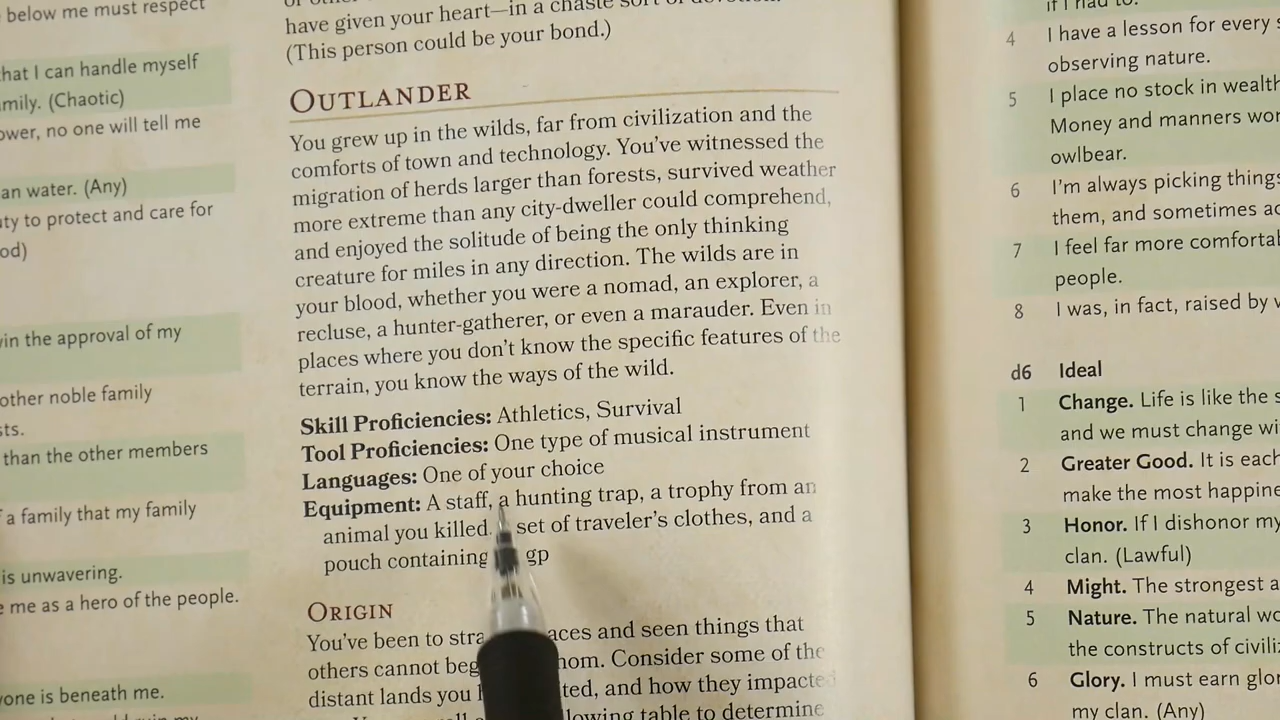 below me must respect
hat I can handle myself
mily. (Chaotic)
ower, no one will tell me
an water. (Any)
uty to protect and care for
od)
in the approval of my
other noble family
sts.
than the other members
f a family that my family
is unwavering.
e me as a hero of the people.
yone is beneath me.
have given your heart—in a chaste sort of
(This person could be your bond.)
OUTLANDER
You grew up in the wilds, far from civilization and the
comforts of town and technology. You've witnessed the
migration of herds larger than forests, survived weather
more extreme than any city-dweller could comprehend,
and enjoyed the solitude of being the only thinking
creature for miles in any direction. The wilds are in
your blood, whether you were a nomad, an explorer, a
recluse, a hunter-gatherer, or even a marauder. Even in
places where you don't know the specific features of the
terrain, you know the ways of the wild.
Skill Proficiencies: Athletics, Survival
Tool Proficiencies: One type of musical instrument
Languages: One of your choice
Equipment: A staff, a hunting trap, a trophy from an
animal you killed, set of traveler's clothes, and a
pouch containing gp
ORIGIN
You've been to stra aces and seen things that
others cannot beg hom. Consider some of the
distant lands you ted, and how they impacted
lowing table to determine
if I had to.
4 I have a lesson for every
observing nature.
5 I place no stock in wealth
Money and manners won
owlbear.
6 I'm always picking things
them, and sometimes ac
7 I feel far more comfortab
people.
8 I was, in fact, raised by
d6 Ideal
1 Change. Life is like the s
and we must change wi
2 Greater Good. It is each
make the most happine
3 Honor. If I dishonor my
clan. (Lawful)
4 Might. The strongest a
5 Nature. The natural wo
the constructs of civiliz
6 Glory. I must earn glor
my clan. (Any)